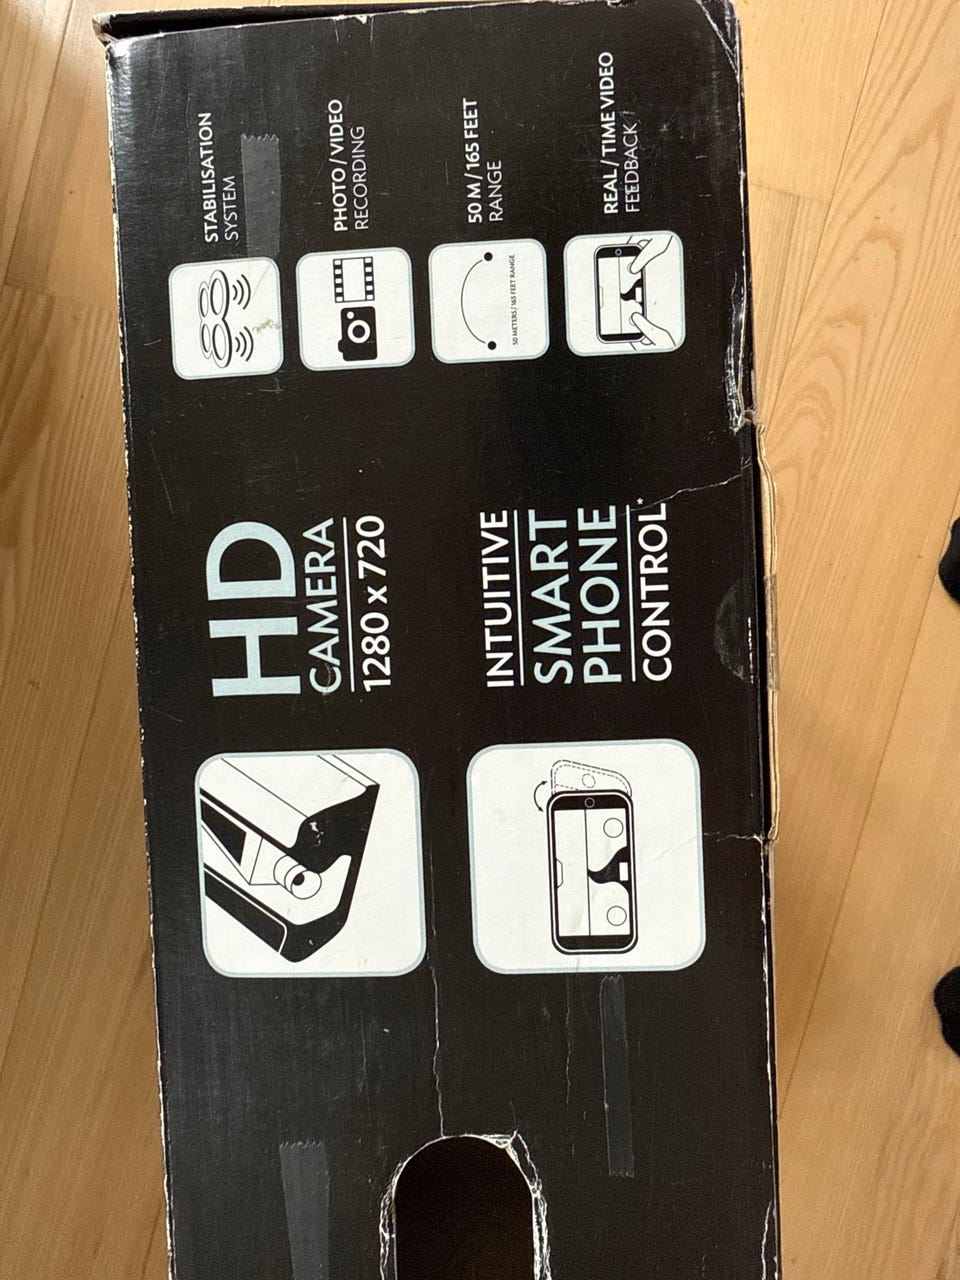 HD
CAMERA
1280 x 720
INTUITIVE
SMART
PHONE
CONTROL*
STABILISATION
SYSTEM
PHOTO / VIDEO
RECORDING
50 METERS / 165 FEET RANGE
50 M / 165 FEET
RANGE
REAL / TIME VIDEO
FEEDBACK